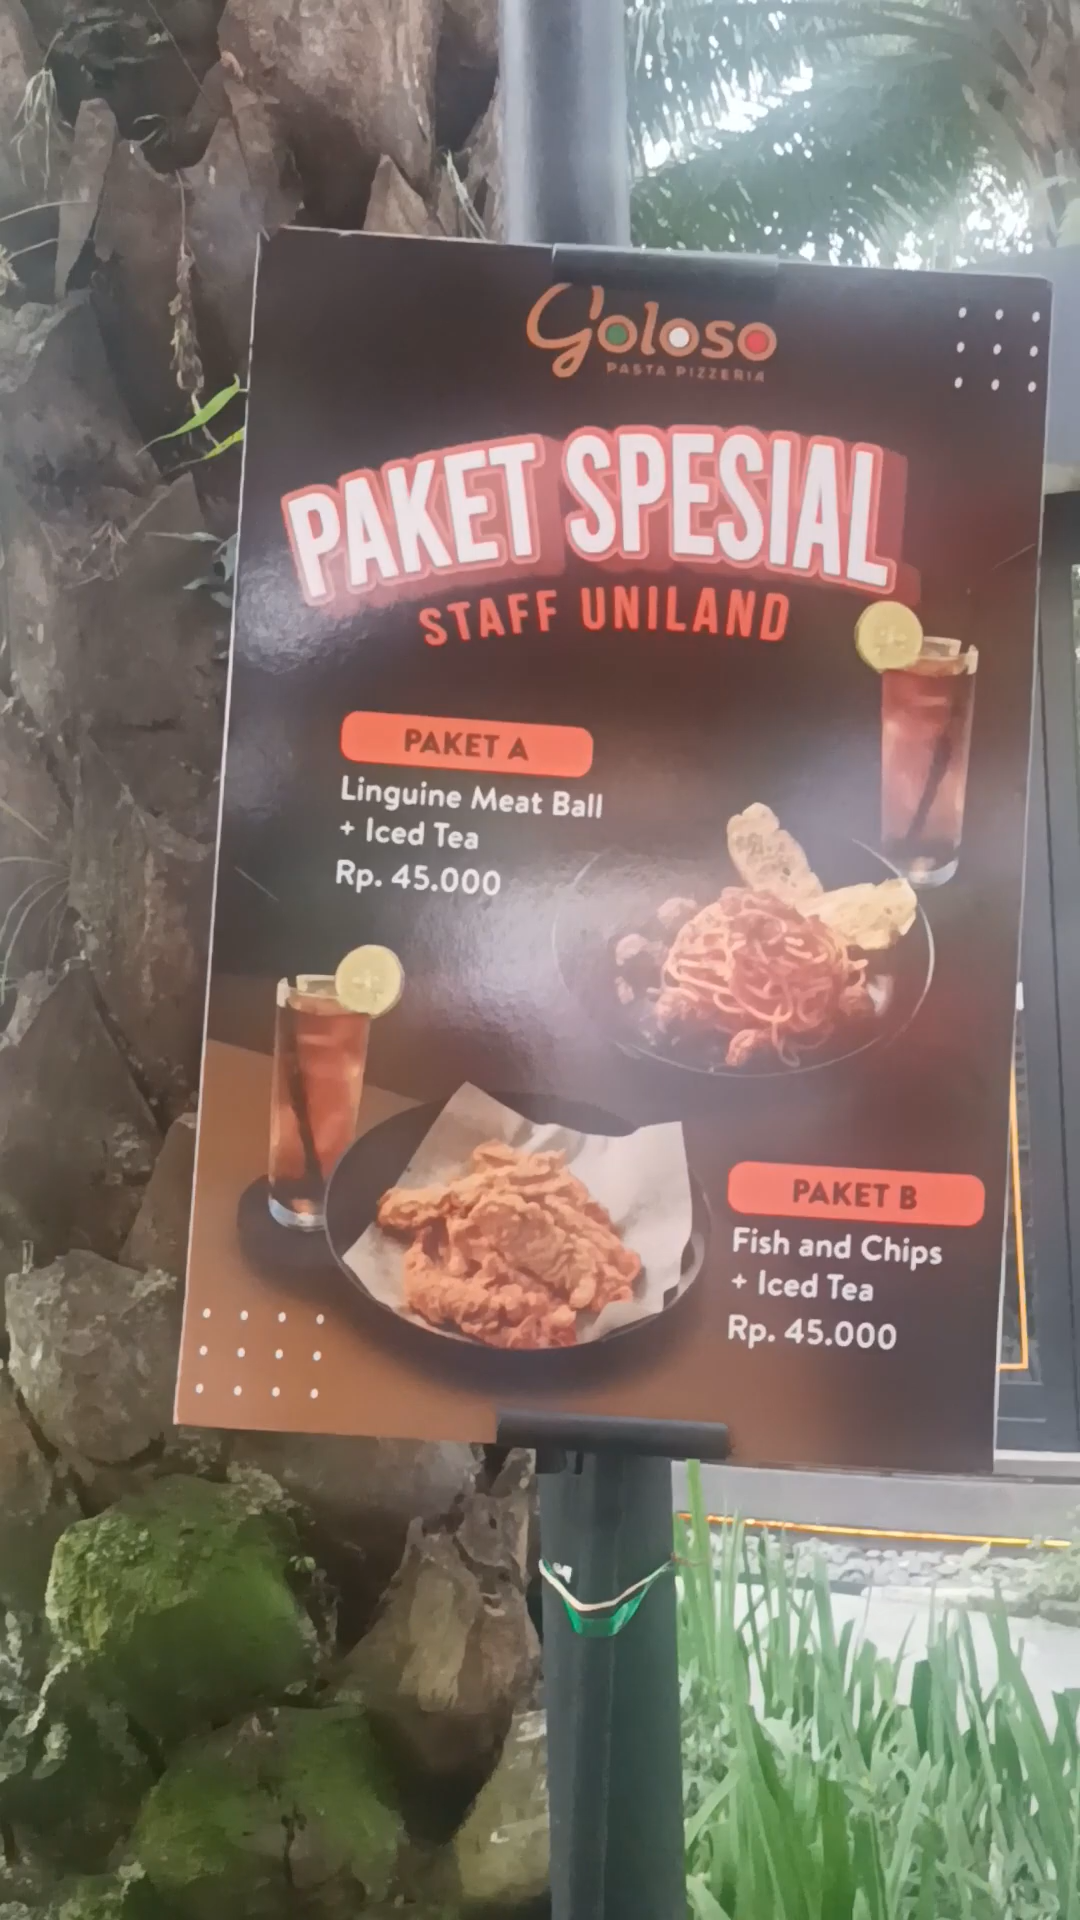 Goloso
PASTA PIZZERIA
PAKET SPESIAL
STAFF UNILAND
PAKET A
Linguine Meat Ball
+ Iced Tea
Rp. 45.000
PAKET B
Fish and Chips
+ Iced Tea
Rp. 45.000